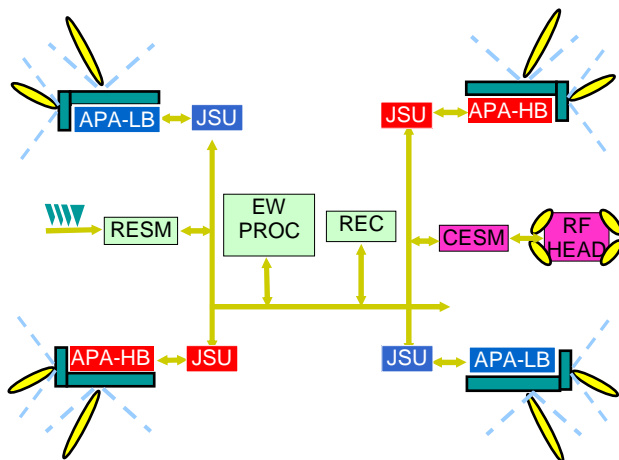 APA-LB
JSU
JSU
APA-HB
RESM
EW
PROC
REC
CESM
RF
HEAD
APA-HB
JSU
JSU
APA-LB